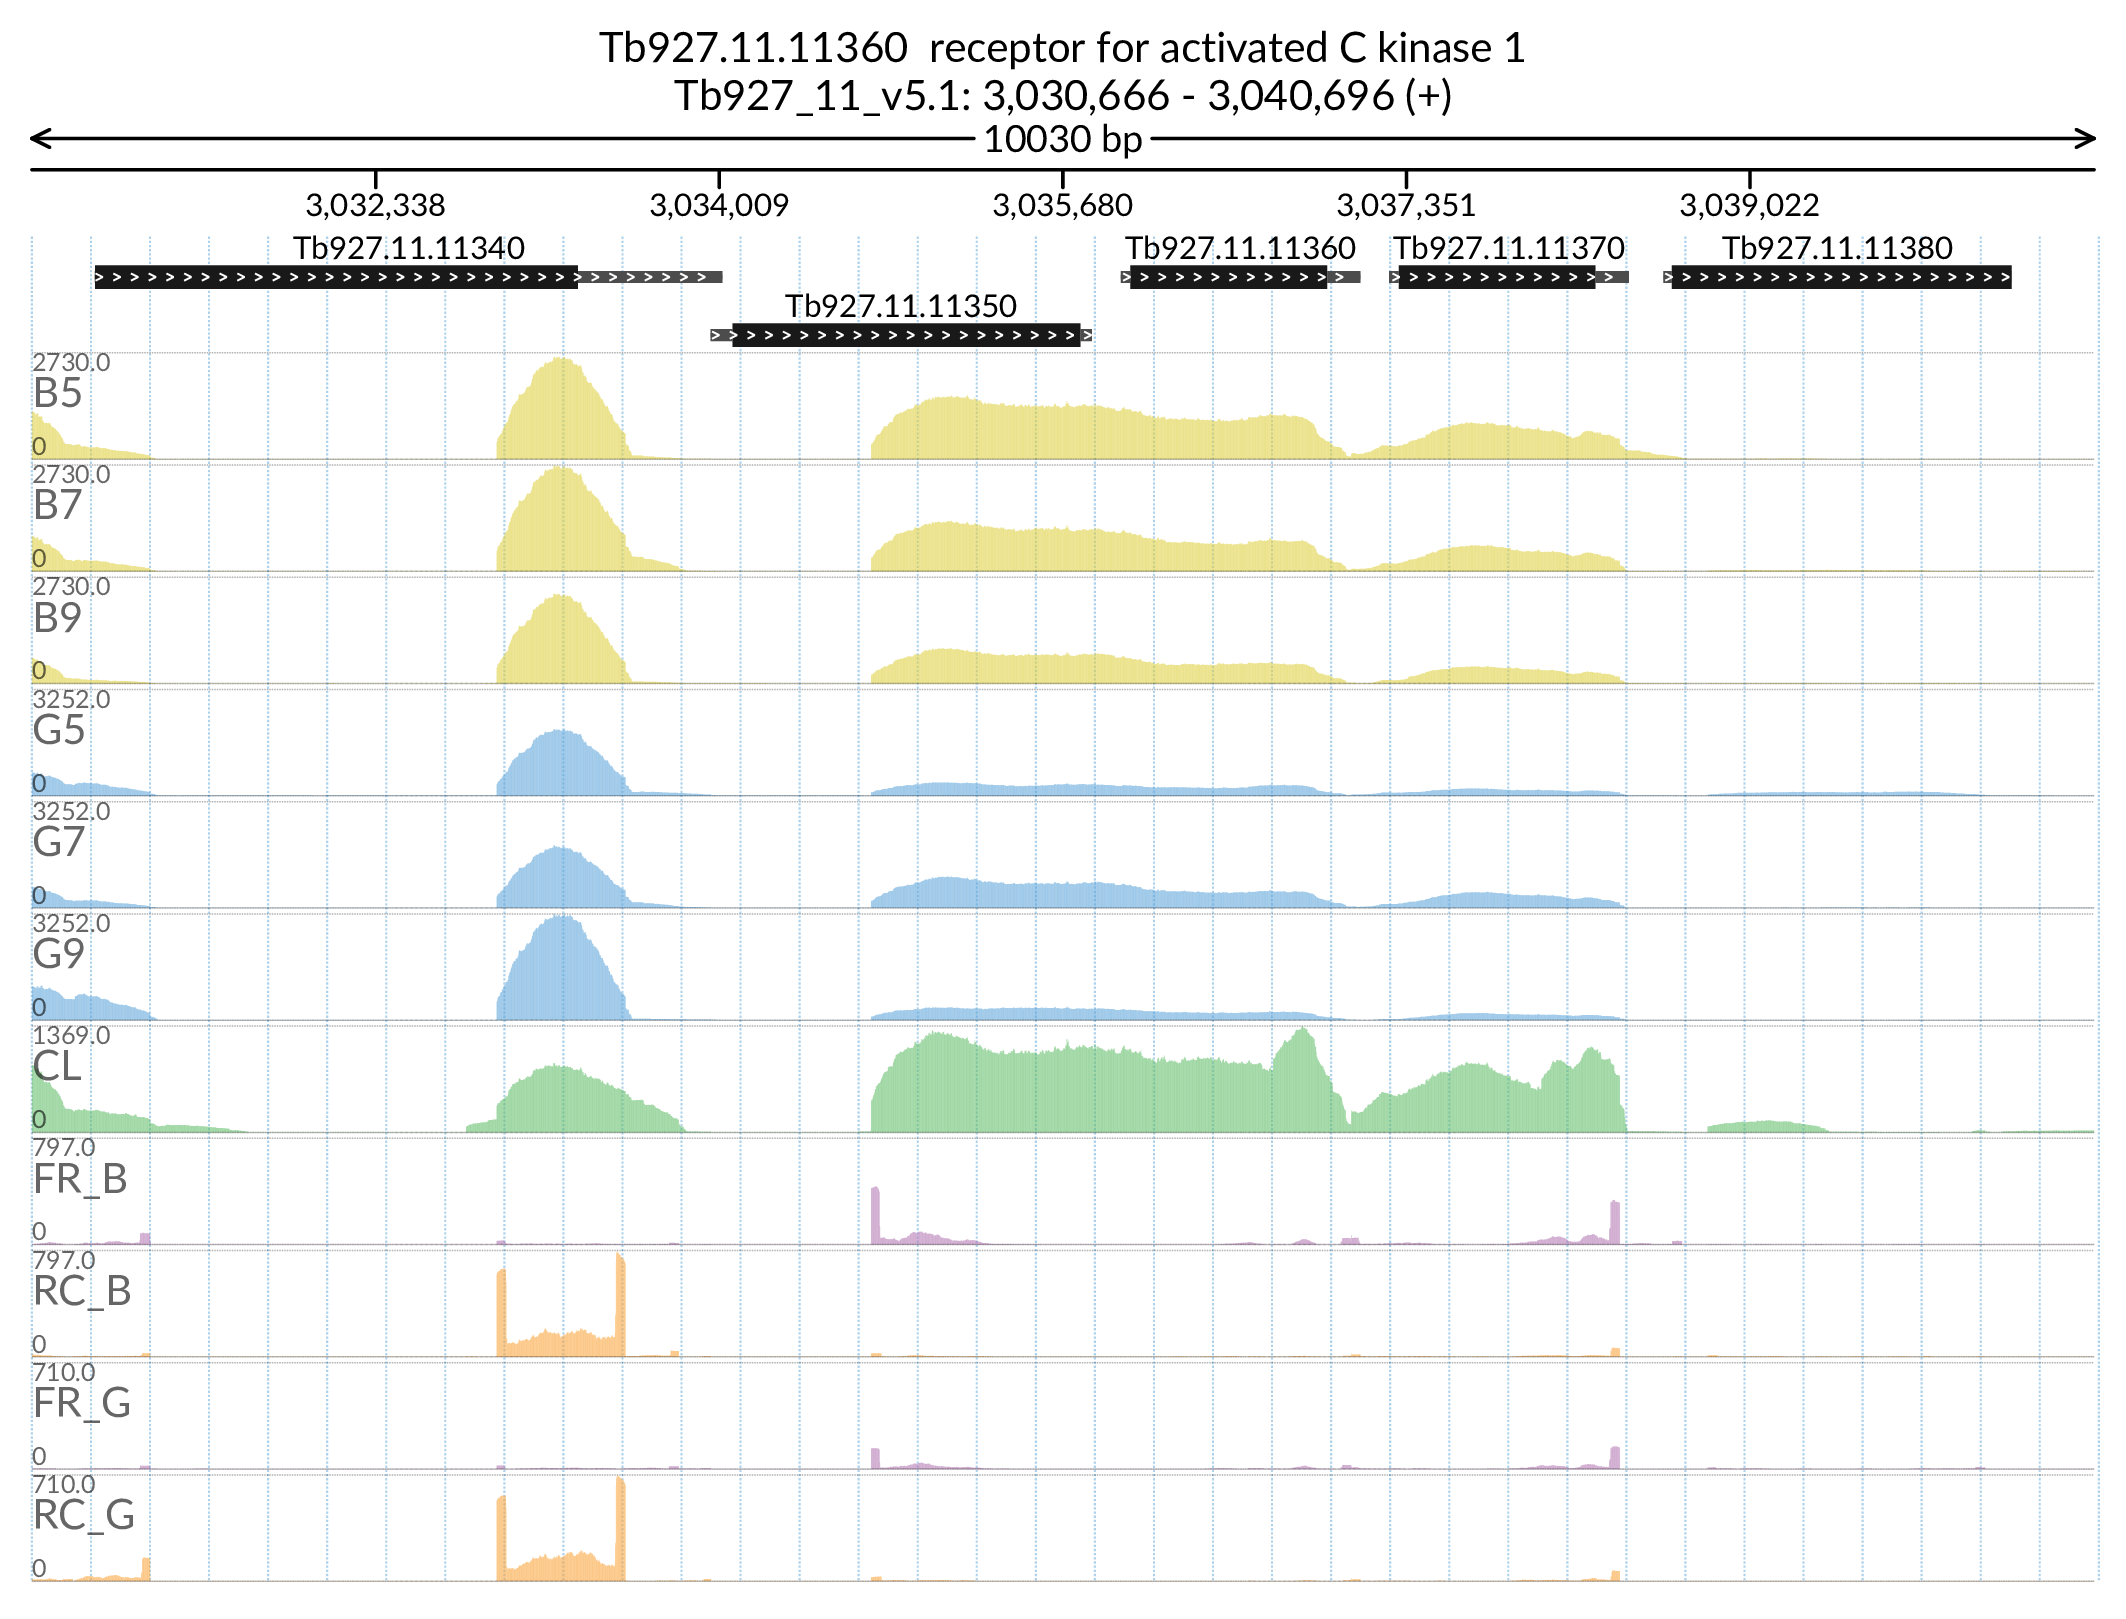 Tb927.11.11360  receptor for activated C kinase 1
Tb927_11_v5.1: 3,030,666 - 3,040,696 (+)
10030 bp
3,032,338 3,034,009 3,035,680 3,037,351 3,039,022
Tb927.11.11340 Tb927.11.11360 Tb927.11.11370 Tb927.11.11380
Tb927.11.11350
2730.0
B5
0
2730.0
B7
0
2730.0
B9
0
3252.0
G5
0
3252.0
G7
0
3252.0
G9
0
1369.0
CL
0
797.0
FR_B
0
797.0
RC_B
0
710.0
FR_G
0
710.0
RC_G
0